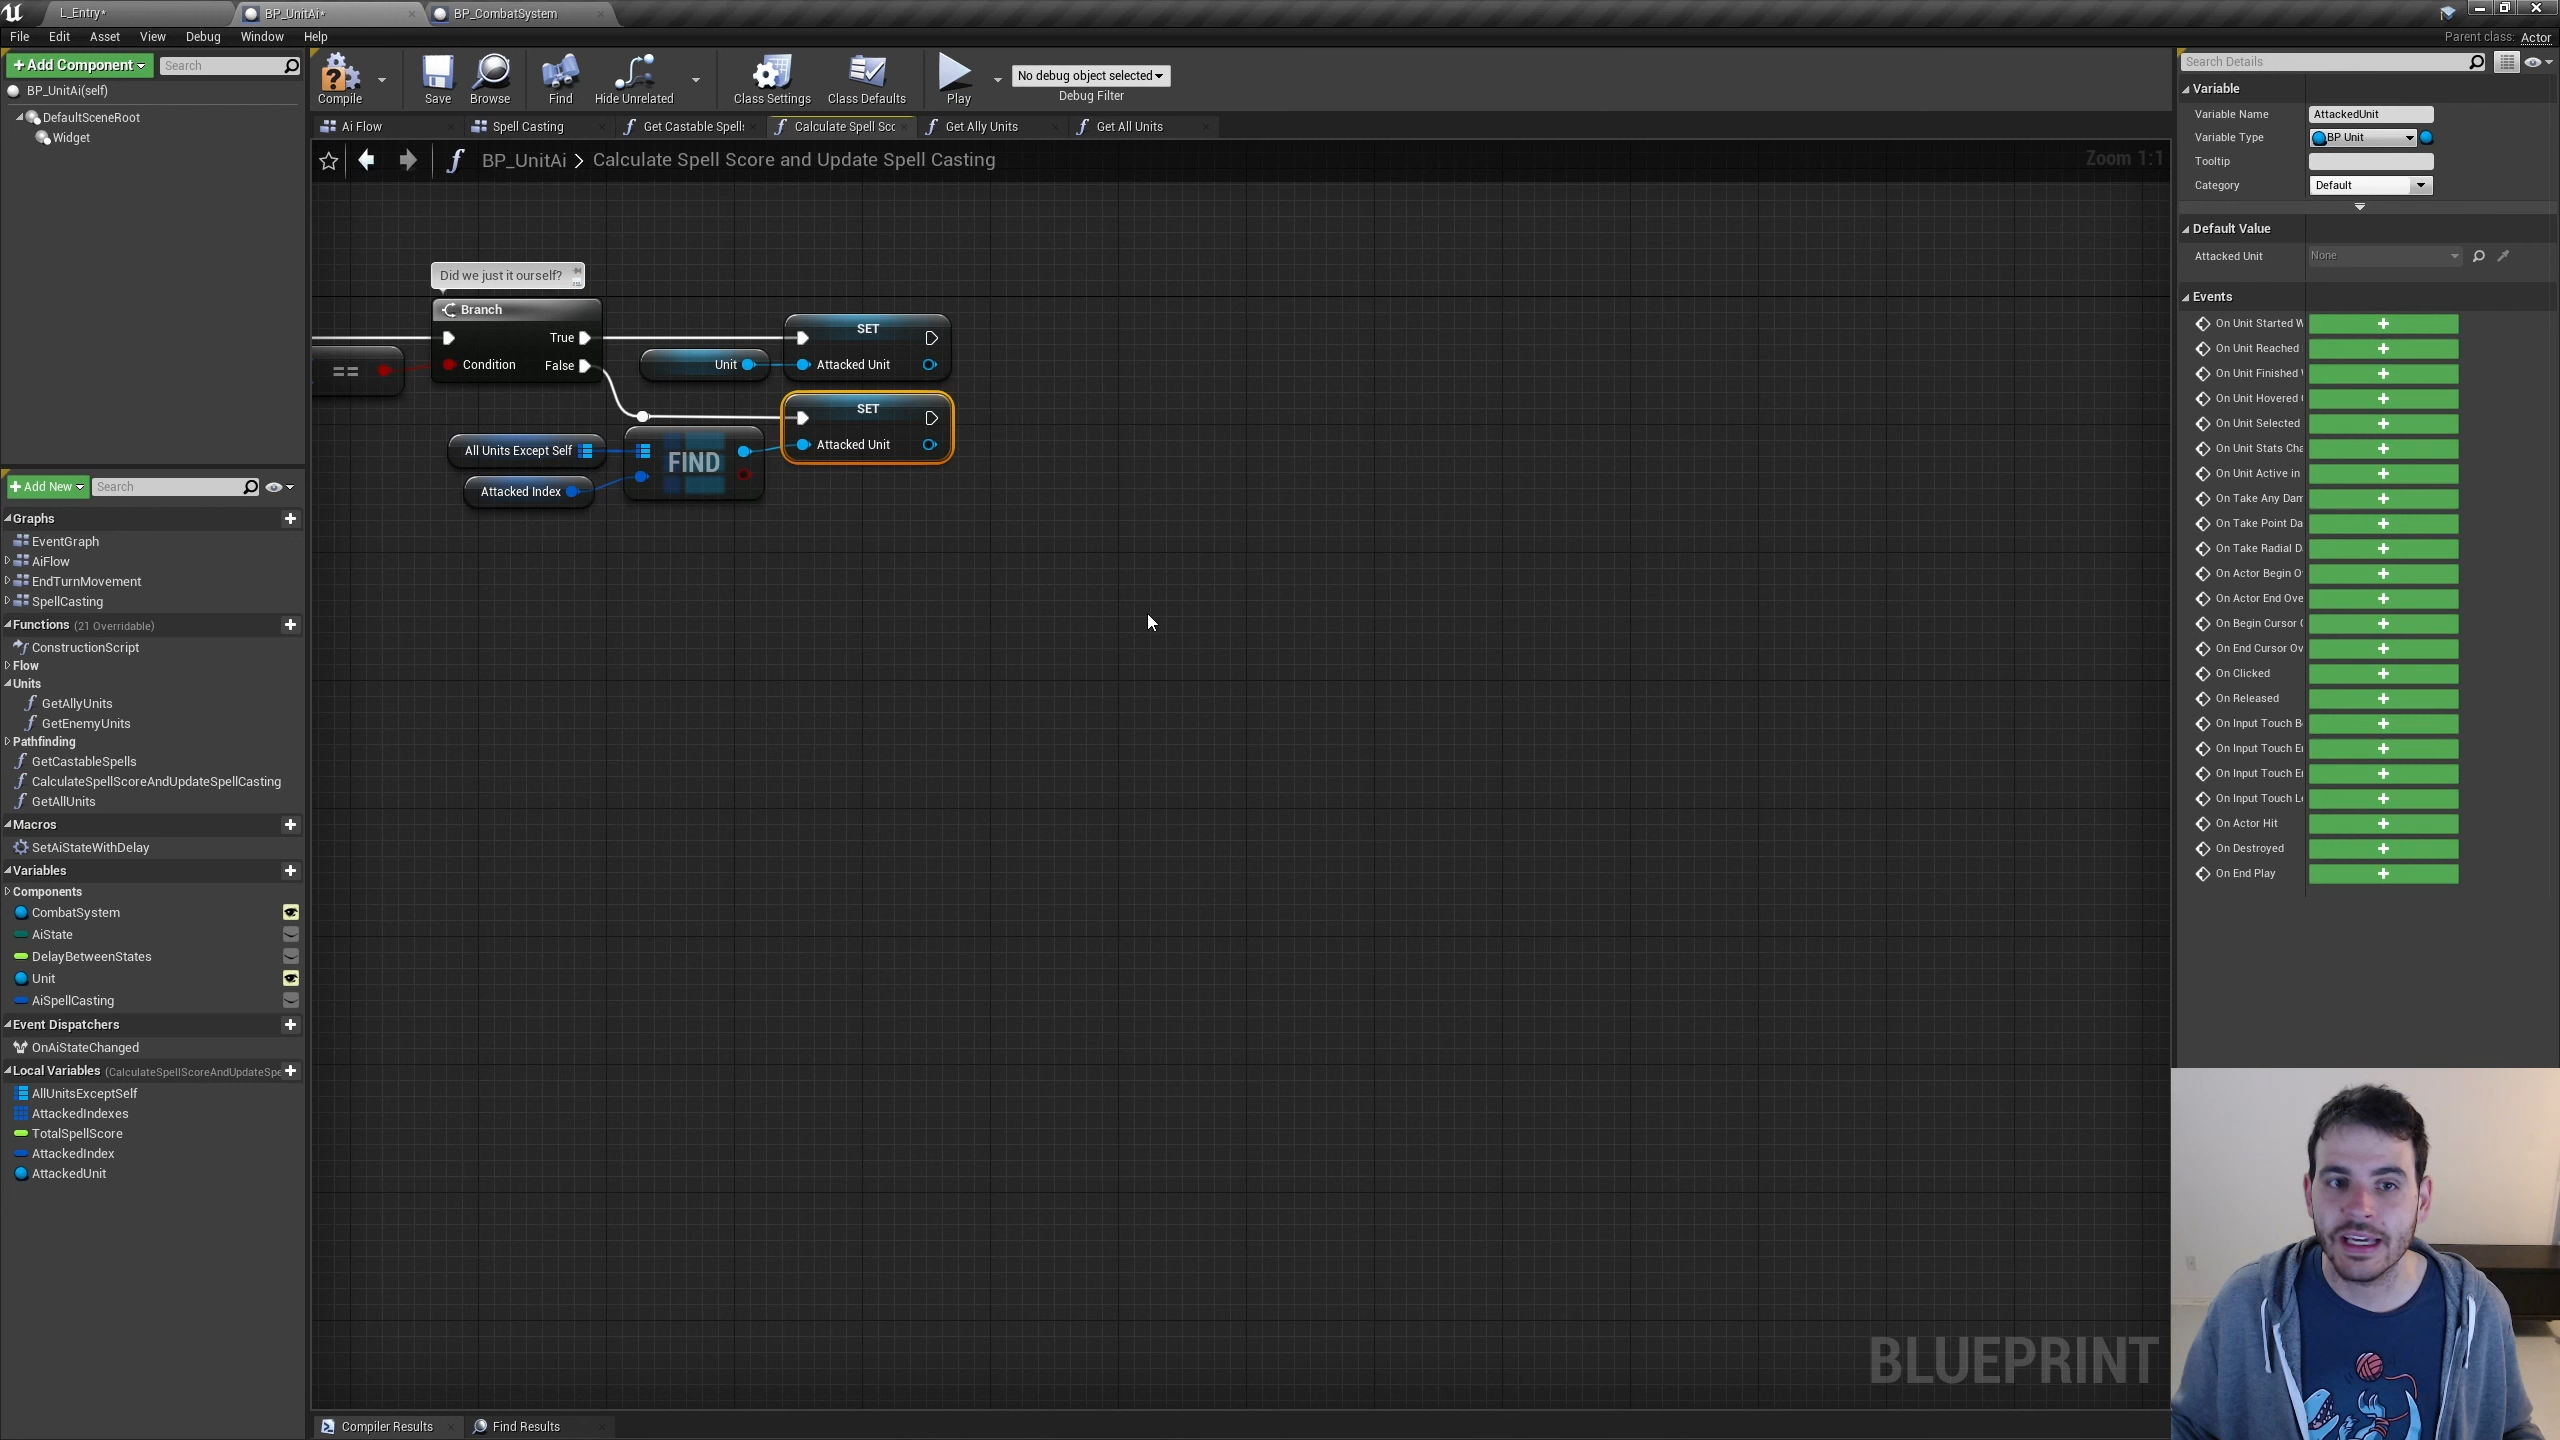 L_Entry*
BP_UnitAi*
BP_CombatSystem
File Edit Asset View Debug Window Help
Parent class: Actor
Add Component
Search
BP_UnitAi(self)
DefaultSceneRoot
Widget
Compile
Save
Browse
Find
Hide Unrelated
Class Settings
Class Defaults
Play
No debug object selected
Debug Filter
Ai Flow
Spell Casting
Get Castable Spells
Calculate Spell Sco
Get Ally Units
Get All Units
BP_UnitAi > Calculate Spell Score and Update Spell Casting
Zoom 1:1
Did we just it ourself?
Branch
True
Condition
False
==
Unit
SET
Attacked Unit
SET
Attacked Unit
All Units Except Self
Attacked Index
FIND
BLUEPRINT
Compiler Results
Find Results
Add New
Search
Graphs
EventGraph
AiFlow
EndTurnMovement
SpellCasting
Functions (21 Overridable)
ConstructionScript
Flow
Units
GetAllyUnits
GetEnemyUnits
Pathfinding
GetCastableSpells
CalculateSpellScoreAndUpdateSpellCasting
GetAllUnits
Macros
SetAiStateWithDelay
Variables
Components
CombatSystem
AiState
DelayBetweenStates
Unit
AiSpellCasting
Event Dispatchers
OnAiStateChanged
Local Variables (CalculateSpellScoreAndUpdateSpe
AllUnitsExceptSelf
AttackedIndexes
TotalSpellScore
AttackedIndex
AttackedUnit
Search Details
Variable
Variable Name AttackedUnit
Variable Type BP Unit
Tooltip
Category Default
Default Value
Attacked Unit None
Events
On Unit Started W
On Unit Reached
On Unit Finished
On Unit Hovered
On Unit Selected
On Unit Stats Cha
On Unit Active in
On Take Any Dam
On Take Point Da
On Take Radial D
On Actor Begin O
On Actor End Ove
On Begin Cursor
On End Cursor Ov
On Clicked
On Released
On Input Touch B
On Input Touch E
On Input Touch E
On Input Touch L
On Actor Hit
On Destroyed
On End Play